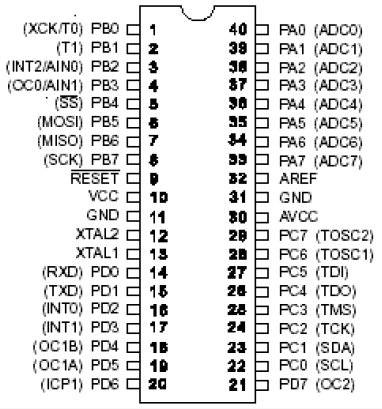 (XCK/T0) PB0 1 40 PA0 (ADC0)
(T1) PB1 2 39 PA1 (ADC1)
(INT2/AIN0) PB2 3 38 PA2 (ADC2)
(OC0/AIN1) PB3 4 37 PA3 (ADC3)
(SS) PB4 5 36 PA4 (ADC4)
(MOSI) PB5 6 35 PA5 (ADC5)
(MISO) PB6 7 34 PA6 (ADC6)
(SCK) PB7 8 33 PA7 (ADC7)
RESET 9 32 AREF
VCC 10 31 GND
GND 11 30 AVCC
XTAL2 12 29 PC7 (TOSC2)
XTAL1 13 28 PC6 (TOSC1)
(RXD) PD0 14 27 PC5 (TDI)
(TXD) PD1 15 26 PC4 (TDO)
(INT0) PD2 16 25 PC3 (TMS)
(INT1) PD3 17 24 PC2 (TCK)
(OC1B) PD4 18 23 PC1 (SDA)
(OC1A) PD5 19 22 PC0 (SCL)
(ICP1) PD6 20 21 PD7 (OC2)